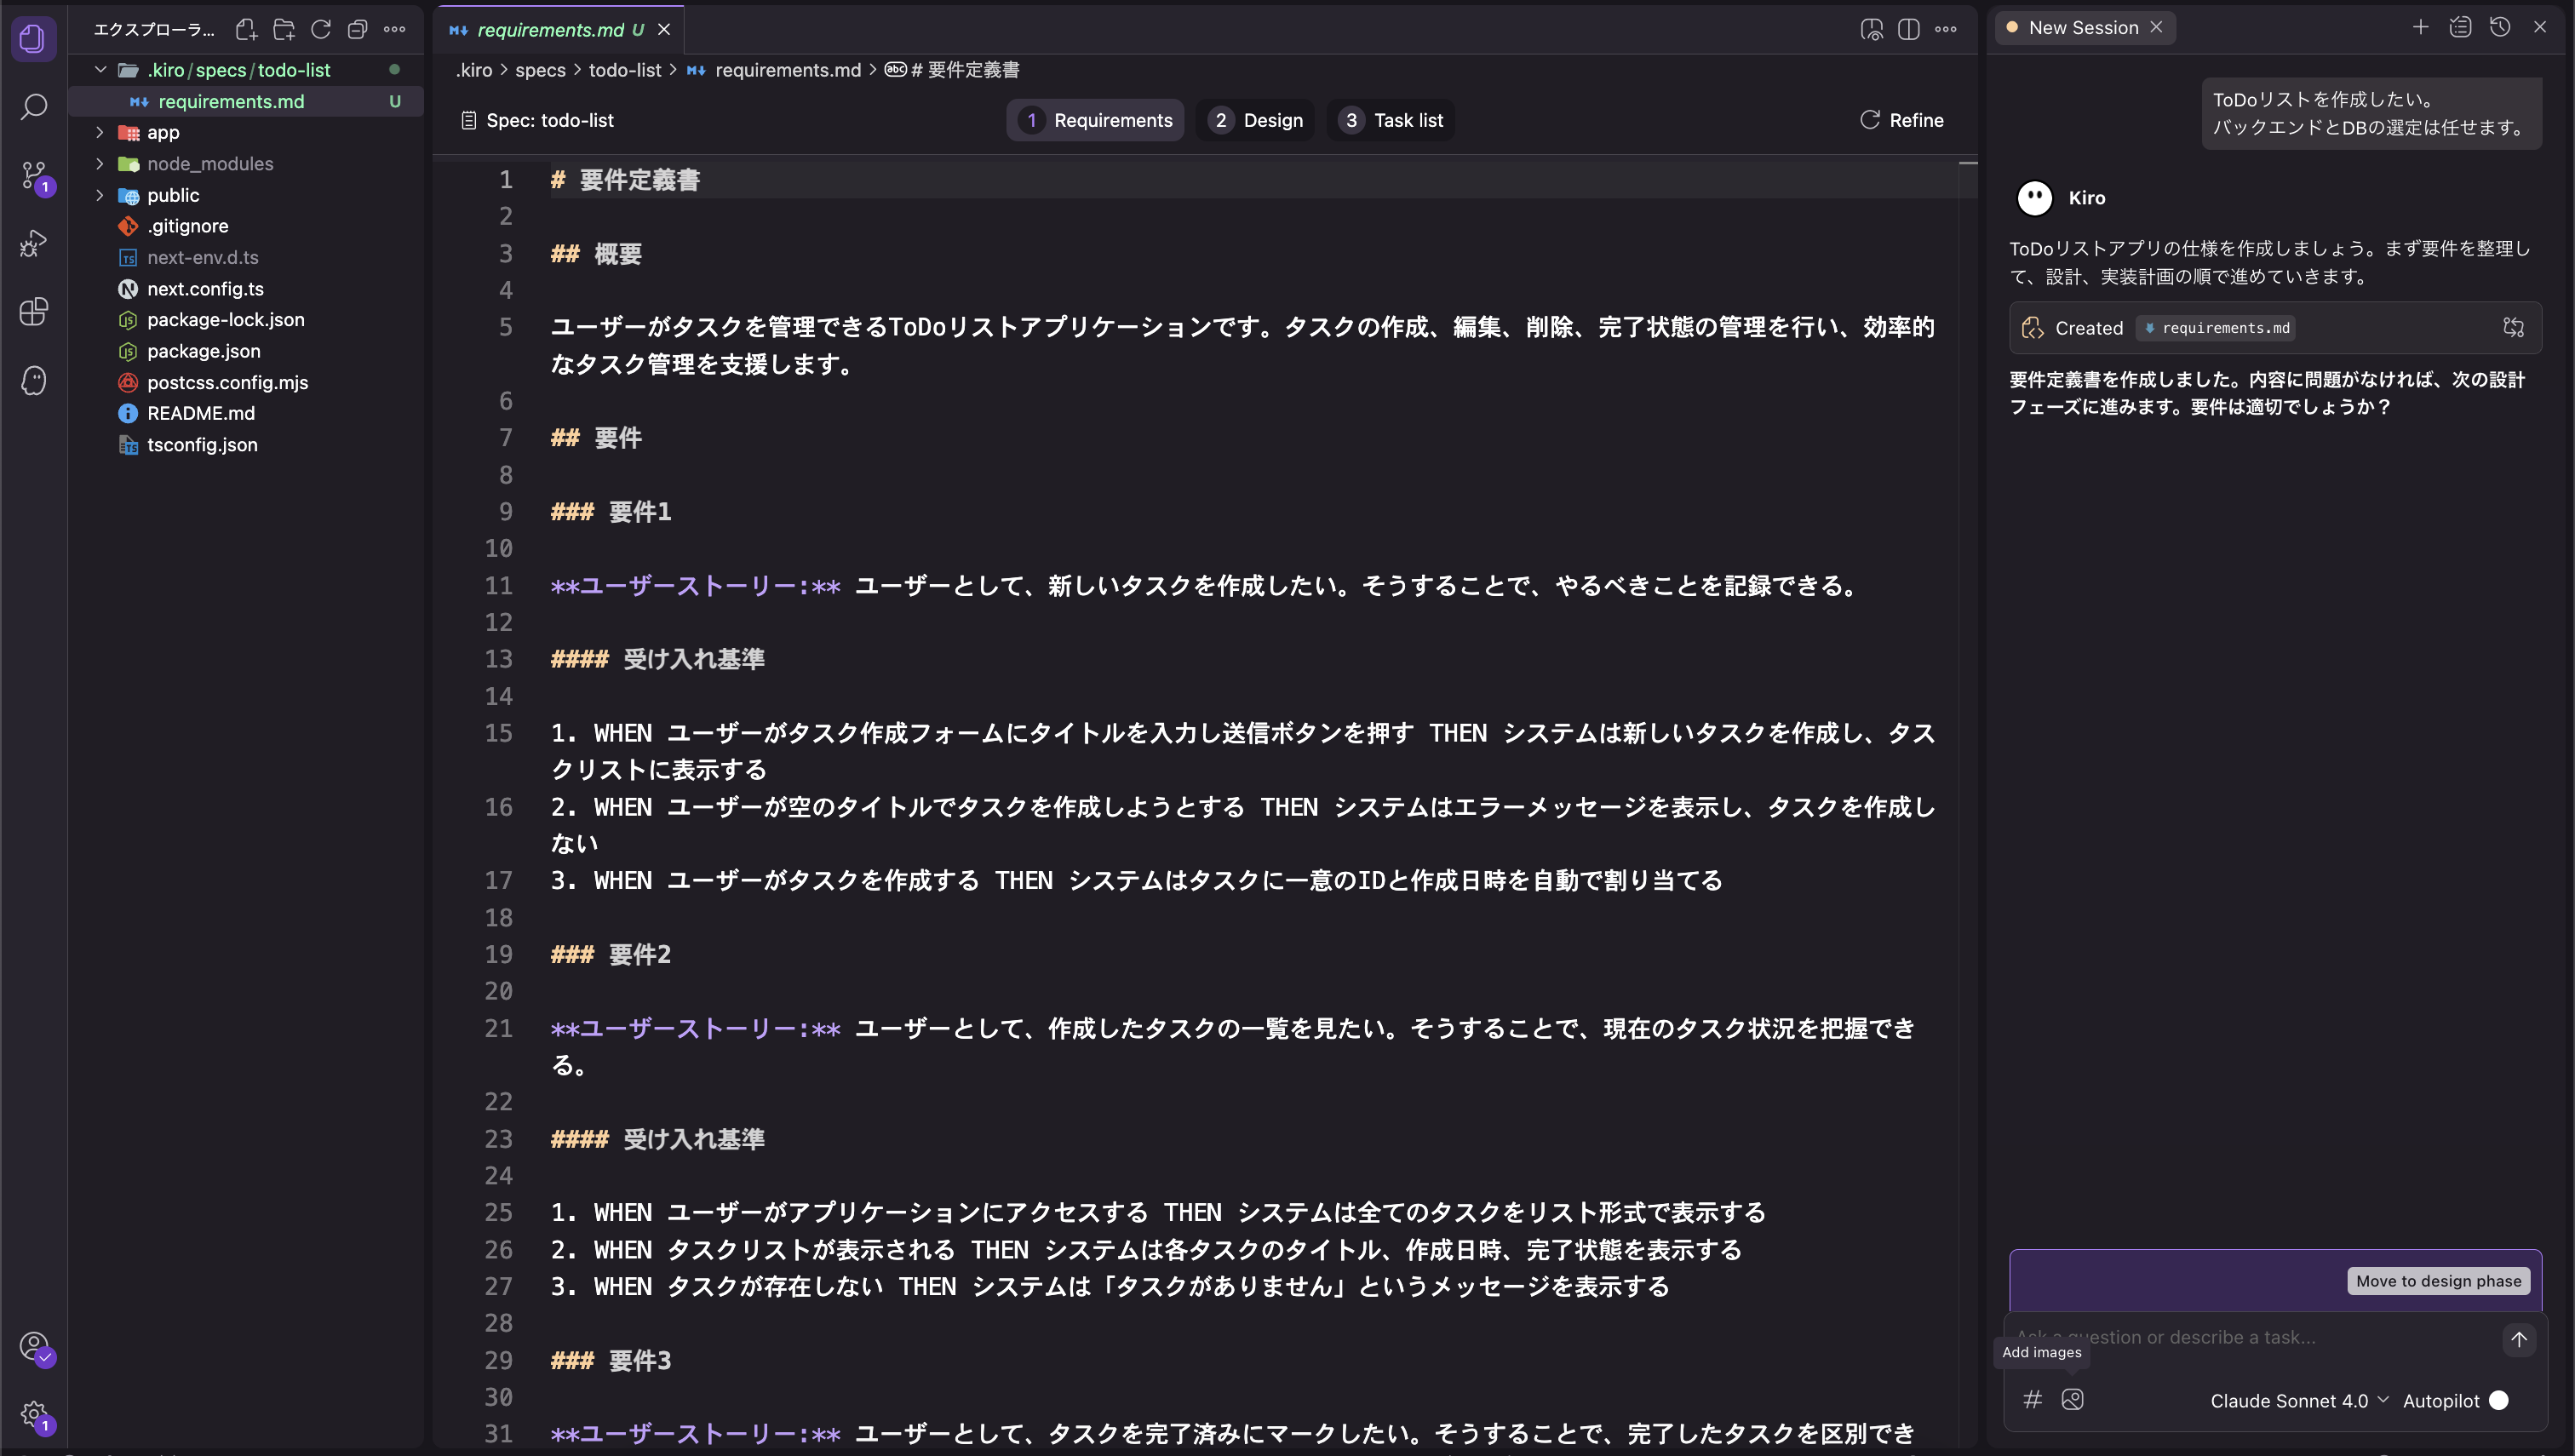 エクスプローラ...
.kiro/specs/todo-list
requirements.md U
app
node_modules
public
.gitignore
next-env.d.ts
next.config.ts
package-lock.json
package.json
postcss.config.mjs
README.md
tsconfig.json
1
1
requirements.md U
.kiro > specs > todo-list > requirements.md > # 要件定義書
Spec: todo-list
1 Requirements
2 Design
3 Task list
Refine
1 # 要件定義書
2
3 ## 概要
4
5 ユーザーがタスクを管理できるToDoリストアプリケーションです。タスクの作成、編集、削除、完了状態の管理を行い、効率的
なタスク管理を支援します。
6
7 ## 要件
8
9 ### 要件1
10
11 **ユーザーストーリー:** ユーザーとして、新しいタスクを作成したい。そうすることで、やるべきことを記録できる。
12
13 #### 受け入れ基準
14
15 1. WHEN ユーザーがタスク作成フォームにタイトルを入力し送信ボタンを押す THEN システムは新しいタスクを作成し、タス
クリストに表示する
16 2. WHEN ユーザーが空のタイトルでタスクを作成しようとする THEN システムはエラーメッセージを表示し、タスクを作成し
ない
17 3. WHEN ユーザーがタスクを作成する THEN システムはタスクに一意のIDと作成日時を自動で割り当てる
18
19 ### 要件2
20
21 **ユーザーストーリー:** ユーザーとして、作成したタスクの一覧を見たい。そうすることで、現在のタスク状況を把握でき
る。
22
23 #### 受け入れ基準
24
25 1. WHEN ユーザーがアプリケーションにアクセスする THEN システムは全てのタスクをリスト形式で表示する
26 2. WHEN タスクリストが表示される THEN システムは各タスクのタイトル、作成日時、完了状態を表示する
27 3. WHEN タスクが存在しない THEN システムは「タスクがありません」というメッセージを表示する
28
29 ### 要件3
30
31 **ユーザーストーリー:** ユーザーとして、タスクを完了済みにマークしたい。そうすることで、完了したタスクを区別でき
New Session
ToDoリストを作成したい。
バックエンドとDBの選定は任せます。
Kiro
ToDoリストアプリの仕様を作成しましょう。まず要件を整理し
て、設計、実装計画の順で進めていきます。
Created requirements.md
要件定義書を作成しました。内容に問題がなければ、次の設計
フェーズに進みます。要件は適切でしょうか？
Move to design phase
question or describe a task...
Add images
Claude Sonnet 4.0
Autopilot